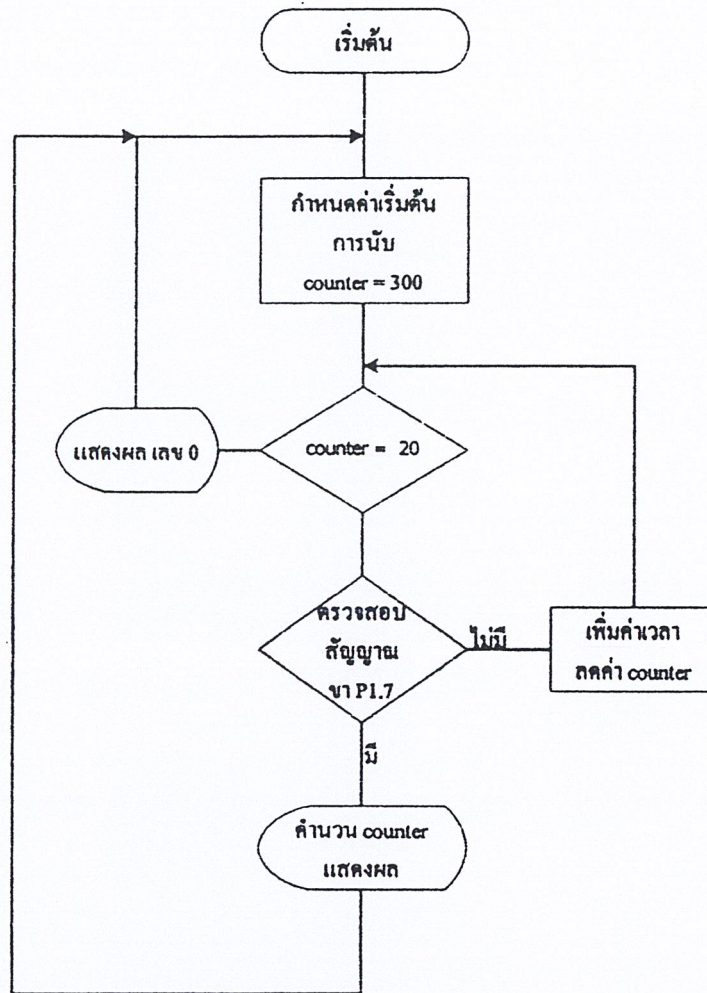 เริ่มต้น
กำหนดค่าเริ่มต้น
การนับ
counter = 300
แสดงผล เลข 0
counter = 20
ตรวจสอบ
สัญญาณ
ขา P1.7
ไม่มี
เพิ่มค่าเวลา
ลดค่า counter
มี
คำนวน counter
แสดงผล